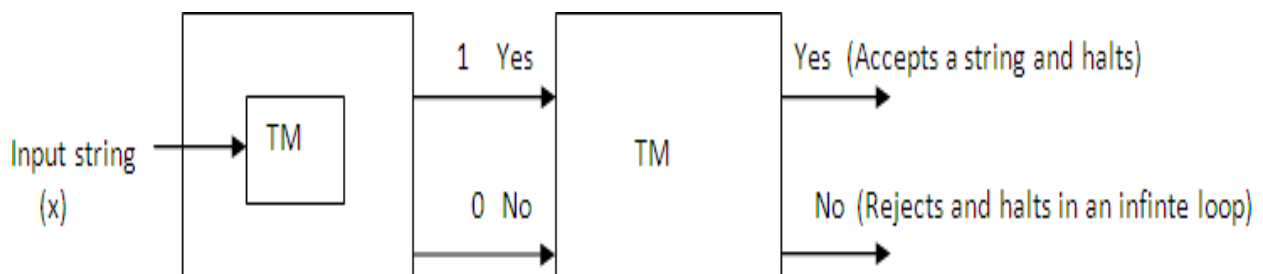 Input string
(x)
TM
1 Yes
0 No
TM
Yes (Accepts a string and halts)
No (Rejects and halts in an infinte loop)